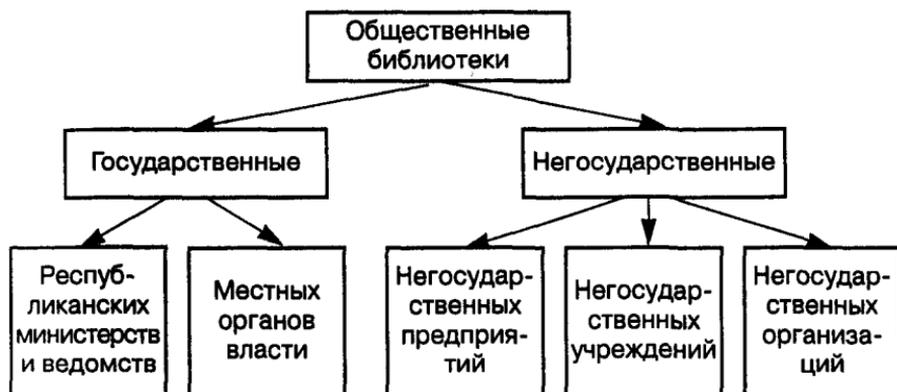 Общественные
библиотеки
Государственные
Негосударственные
Респуб-
ликанских
министерств
и ведомств
Местных
органов
власти
Негосудар-
ственных
предприя-
тий
Негосудар-
ственных
учреждений
Негосудар-
ственных
организа-
ций